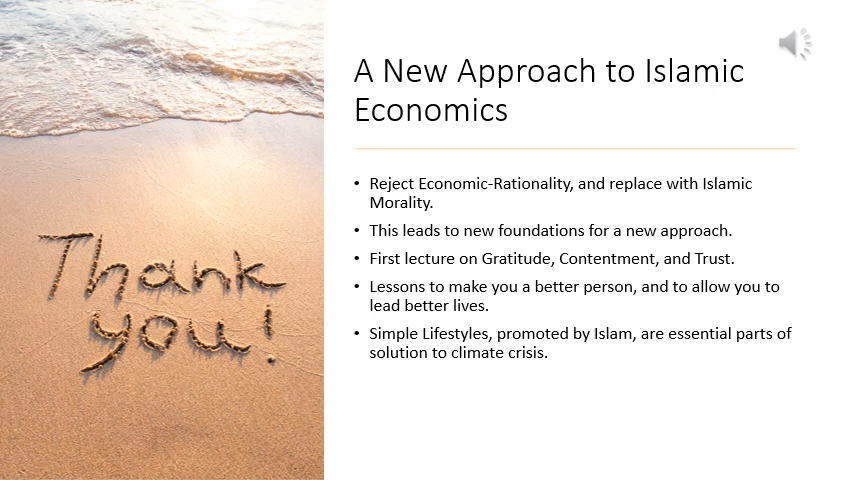 Thank
you!
A New Approach to Islamic
Economics
• Reject Economic-Rationality, and replace with Islamic
Morality.
• This leads to new foundations for a new approach.
• First lecture on Gratitude, Contentment, and Trust.
• Lessons to make you a better person, and to allow you to
lead better lives.
• Simple Lifestyles, promoted by Islam, are essential parts of
solution to climate crisis.